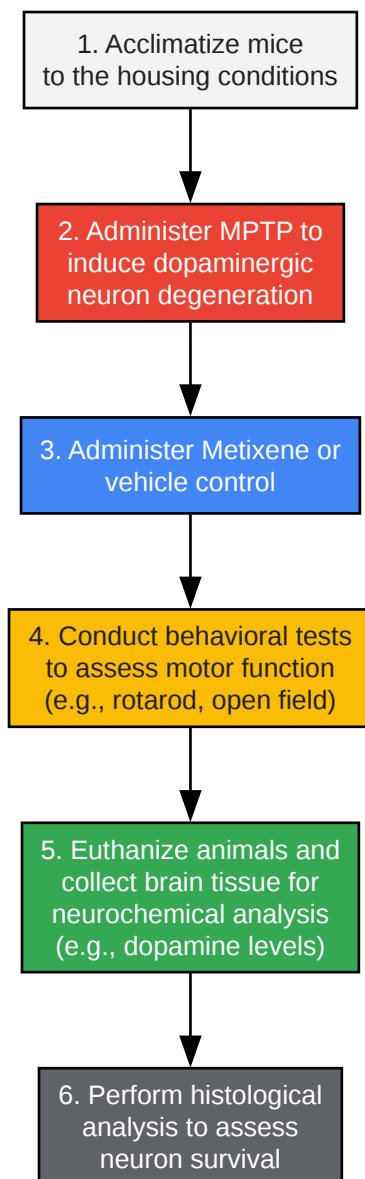 1. Acclimatize mice
to the housing conditions
2. Administer MPTP to
induce dopaminergic
neuron degeneration
3. Administer Metixene or
vehicle control
4. Conduct behavioral tests
to assess motor function
(e.g., rotarod, open field)
5. Euthanize animals and
collect brain tissue for
neurochemical analysis
(e.g., dopamine levels)
6. Perform histological
analysis to assess
neuron survival